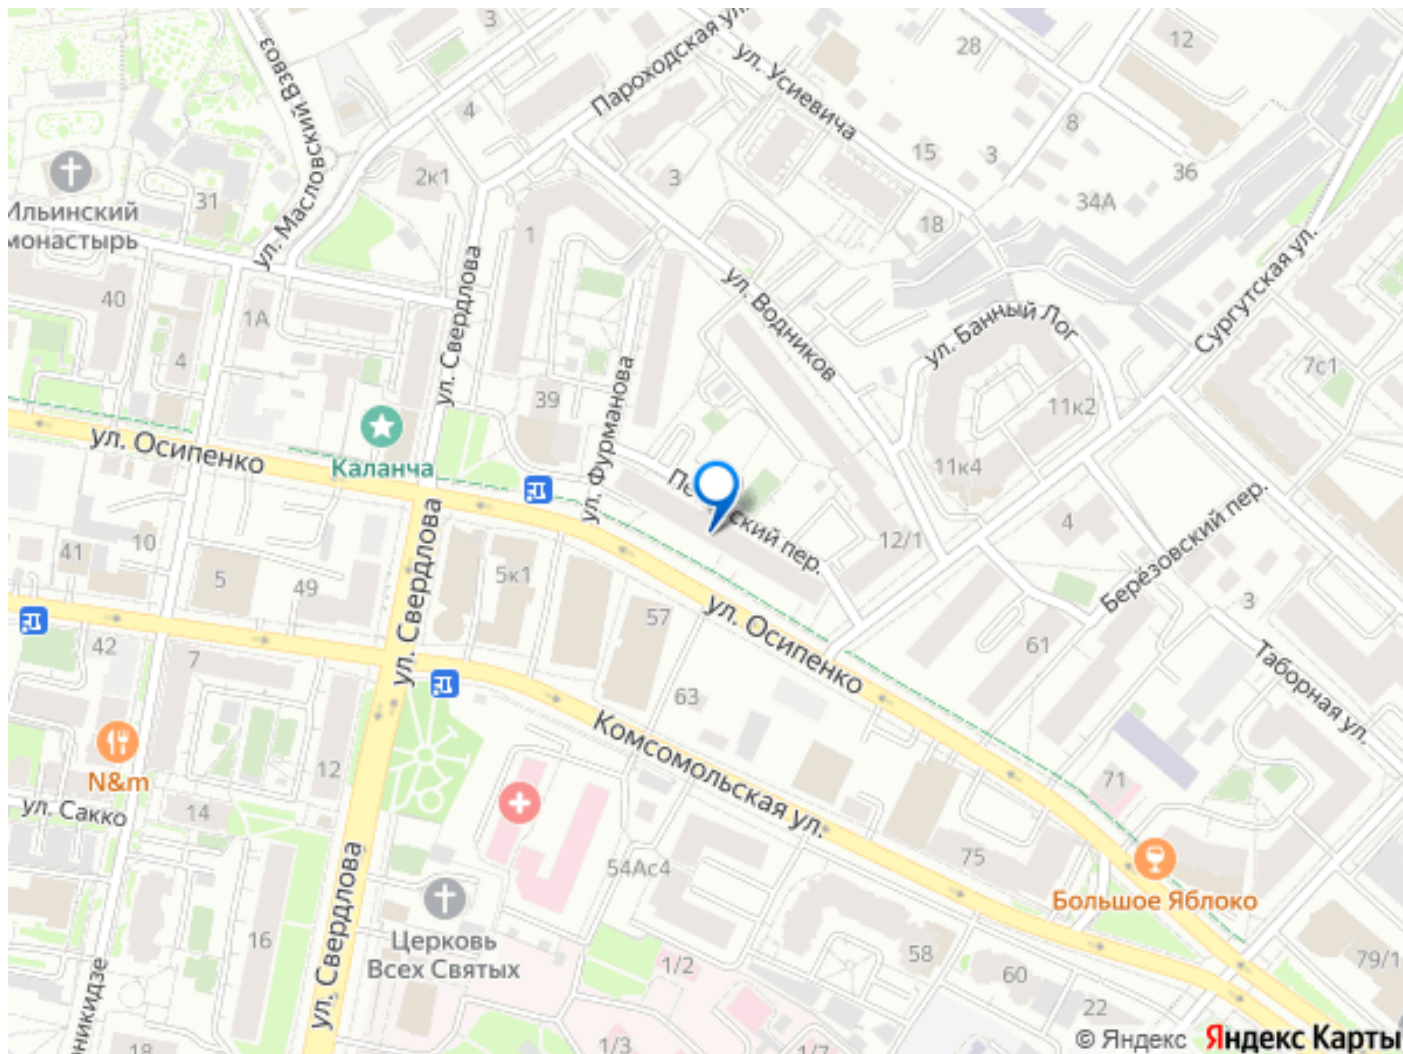 3
28
12
ул. Масловский Взвоз
4
Пароходская ул.
ул. Усиевича
8
15
3
36
2к1
3
31
34А
Ильинский
монастырь
18
1
ул. Свердлова
ул. Водников
Сургутская ул.
40
1А
ул. Банный Лог
4
7с1
39
ул. Фурманова
11к2
ул. Осипенко
Каланча
11к4
пер.
4
Берёзовский пер.
12/1
41
10
ул. Свердлова
5
49
5к1
57
ул. Осипенко
3
61
42
7
63
Таборная ул.
Комсомольская ул.
12
N&m
71
ул. Сакко
14
54Ас4
75
Большое Яблоко
ул. Свердлова
Церковь
Всех Святых
16
58
1/2
60
79/1
22
18
1/3
1/7
© Яндекс Яндекс Карты